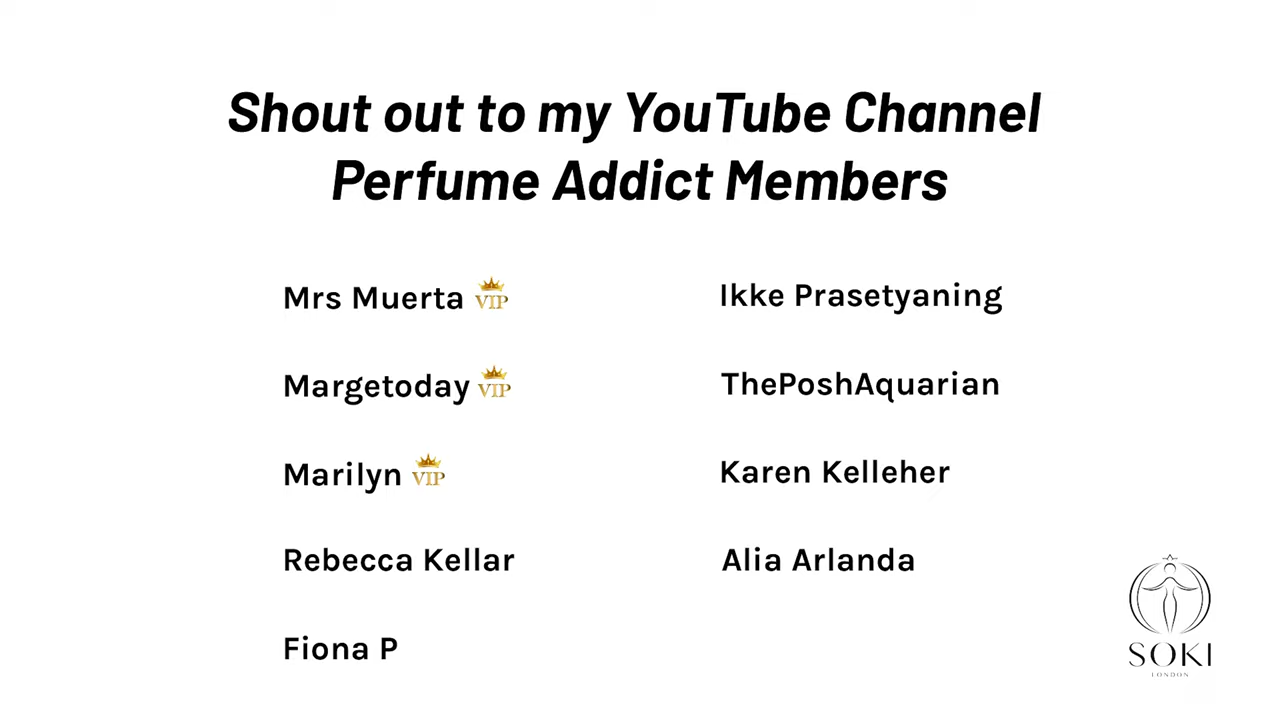 Shout out to my YouTube Channel
Perfume Addict Members
Mrs Muerta VIP
Margetoday VIP
Marilyn VIP
Rebecca Kellar
Fiona P
Ikke Prasetyaning
ThePoshAquarian
Karen Kelleher
Alia Arlanda
SOKI
LONDON